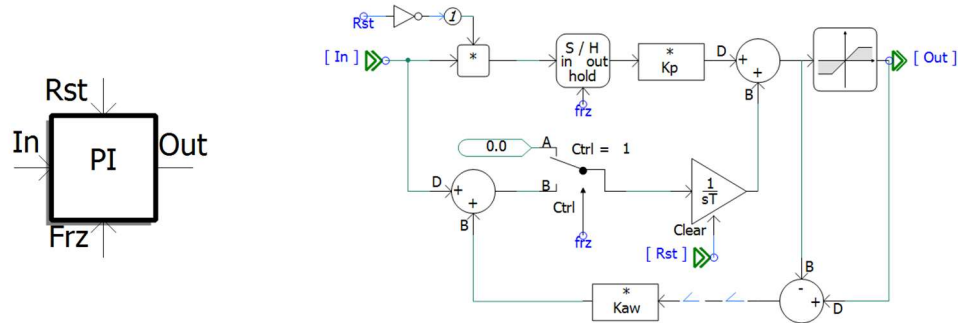 Rst
In
PI
Out
Frz
Rst
1
[ In ]
*
S / H
in out
hold
frz
*
Kp
D
+
+
B
[ Out ]
0.0
A
Ctrl = 1
B
Ctrl
frz
D
+
+
B
1
sT
Clear
[ Rst ]
*
Kaw
B
-
+
D